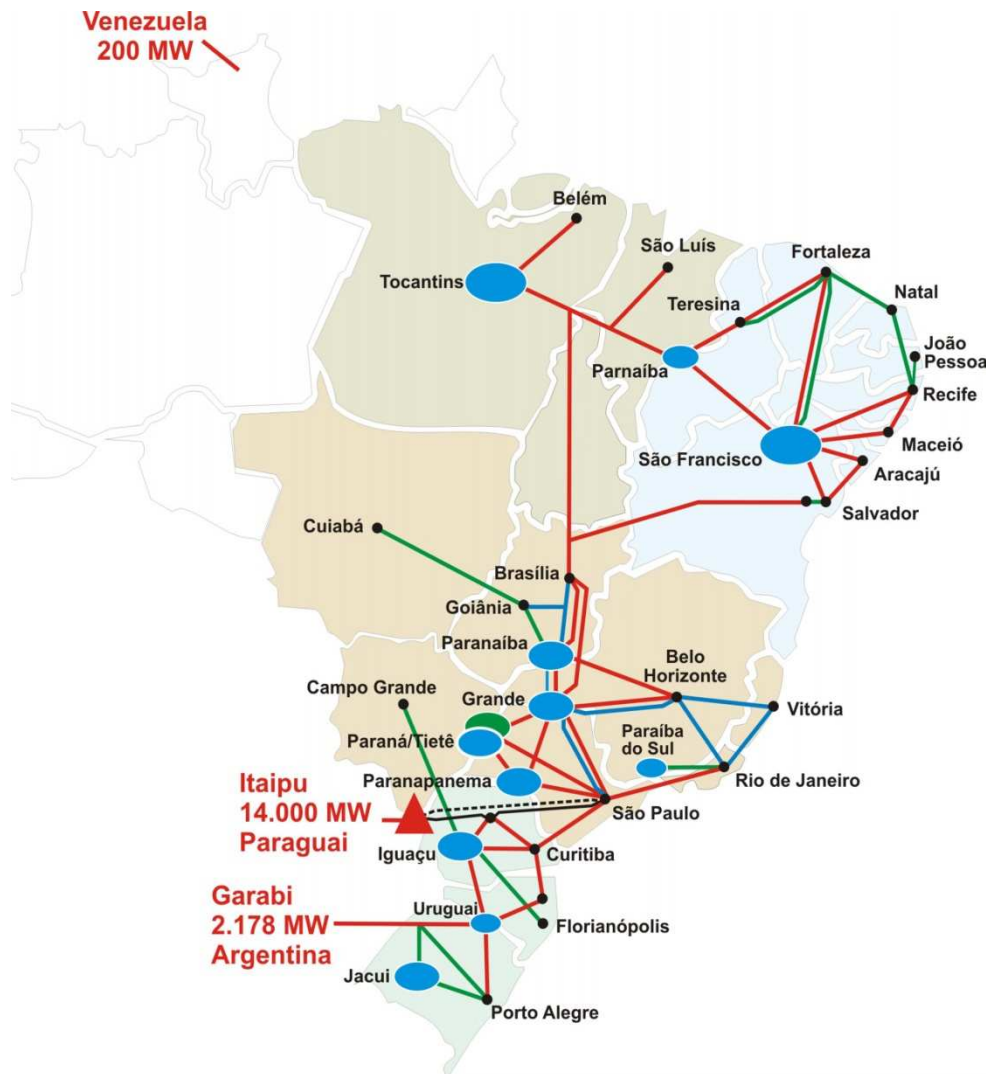 Venezuela
200 MW
Belém
São Luís
Fortaleza
Tocantins
Teresina
Natal
João
Pessoa
Parnaíba
Recife
Maceió
São Francisco
Aracajú
Salvador
Cuiabá
Brasília
Goiânia
Paranaíba
Belo
Horizonte
Campo Grande
Grande
Vitória
Paraná/Tietê
Paraíba
do Sul
Paranapanema
Rio de Janeiro
Itaipu
14.000 MW
Paraguai
São Paulo
Iguaçu
Curitiba
Garabi
2.178 MW
Argentina
Uruguai
Florianópolis
Jacui
Porto Alegre